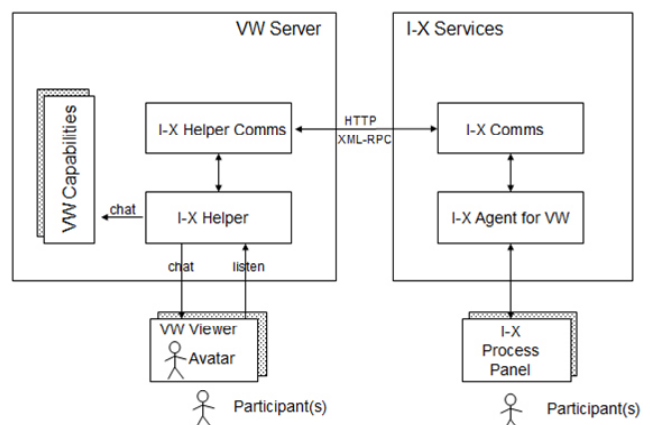 VW Server
I-X Services
VW Capabilities
I-X Helper Comms
HTTP
XML-RPC
I-X Comms
chat
I-X Helper
I-X Agent for VW
chat
listen
VW Viewer
Avatar
I-X
Process
Panel
Participant(s)
Participant(s)